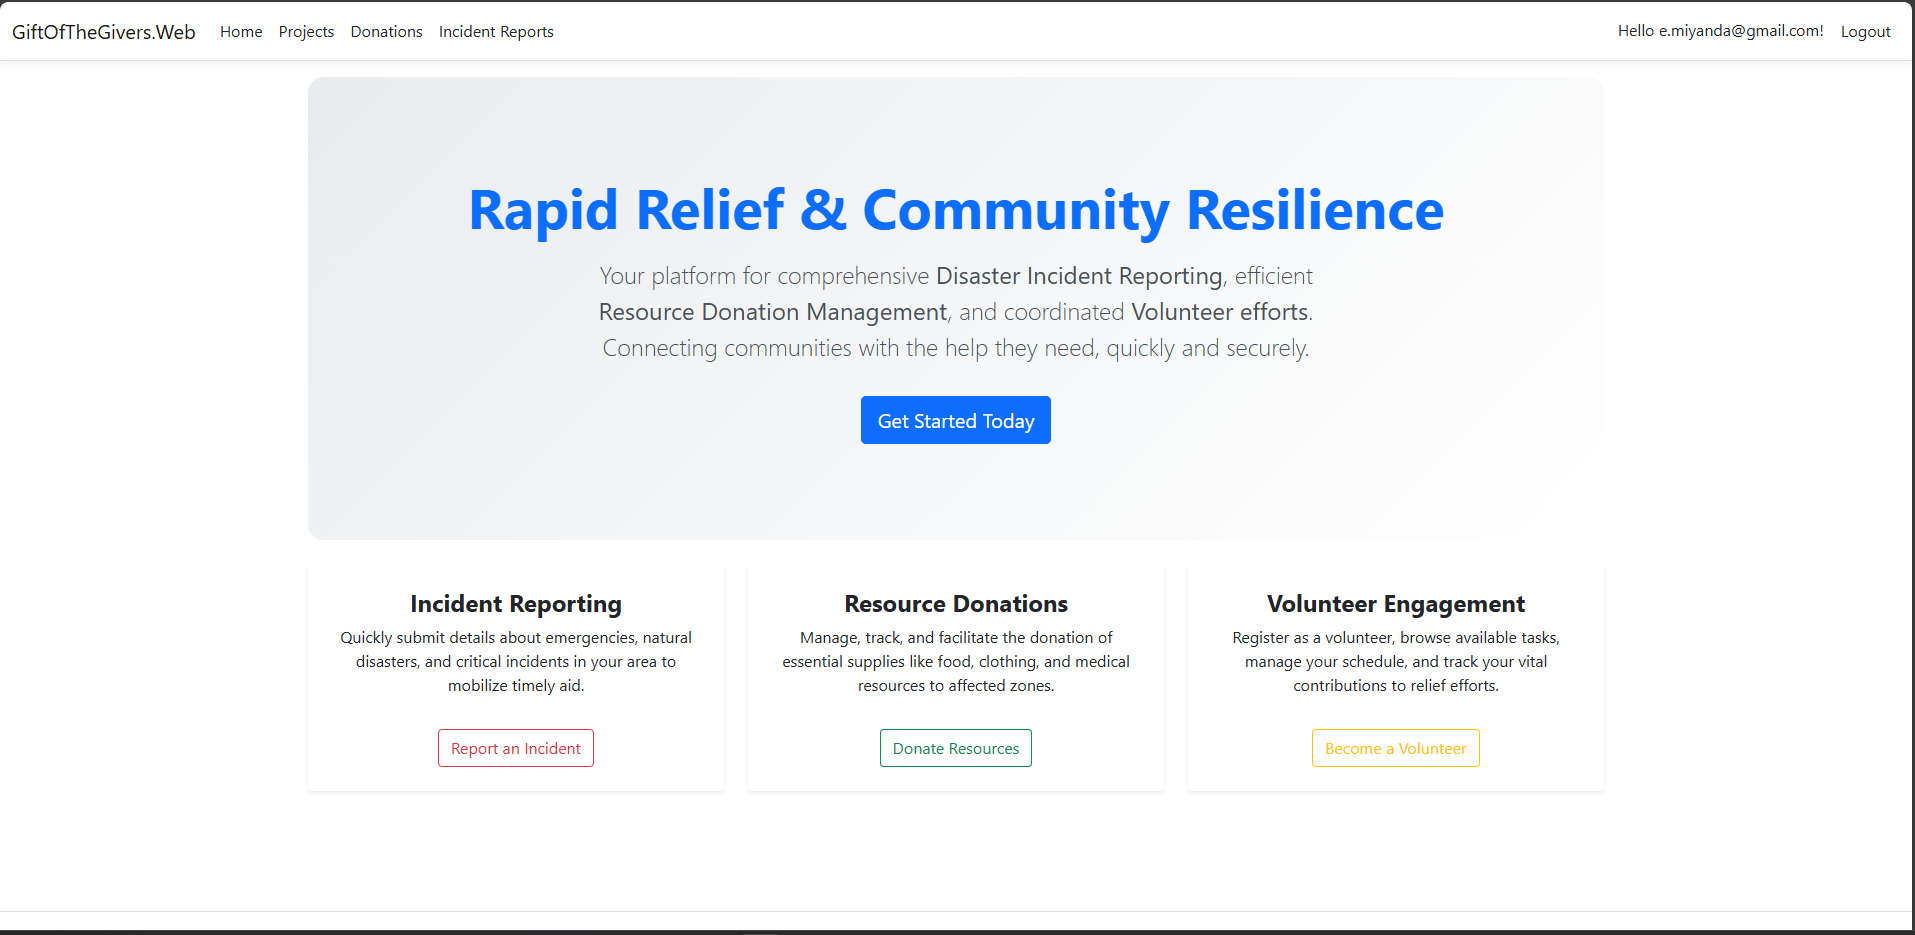 GiftOfTheGivers.Web Home Projects Donations Incident Reports Hello e.miyanda@gmail.com! Logout
Rapid Relief & Community Resilience
Your platform for comprehensive Disaster Incident Reporting, efficient
Resource Donation Management, and coordinated Volunteer efforts.
Connecting communities with the help they need, quickly and securely.
Get Started Today
Incident Reporting
Quickly submit details about emergencies, natural
disasters, and critical incidents in your area to
mobilize timely aid.
Report an Incident
Resource Donations
Manage, track, and facilitate the donation of
essential supplies like food, clothing, and medical
resources to affected zones.
Donate Resources
Volunteer Engagement
Register as a volunteer, browse available tasks,
manage your schedule, and track your vital
contributions to relief efforts.
Become a Volunteer